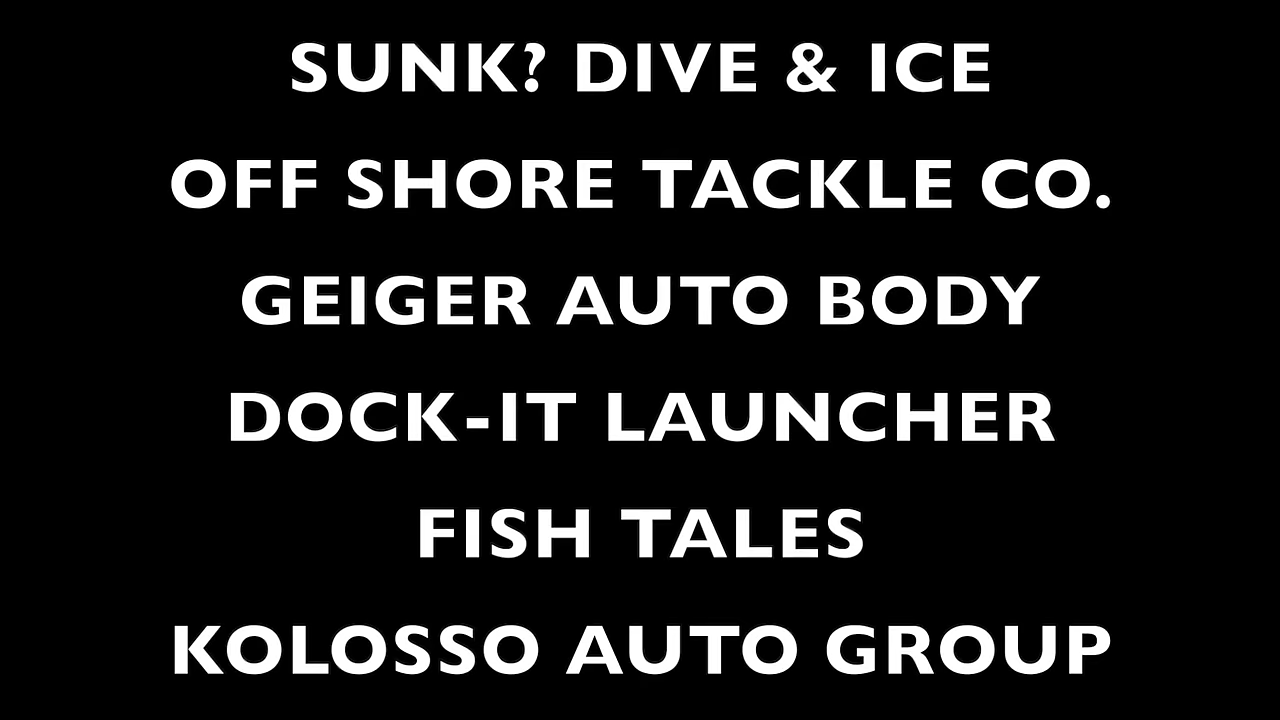 SUNK? DIVE & ICE
OFF SHORE TACKLE CO.
GEIGER AUTO BODY
DOCK-IT LAUNCHER
FISH TALES
KOLOSSO AUTO GROUP